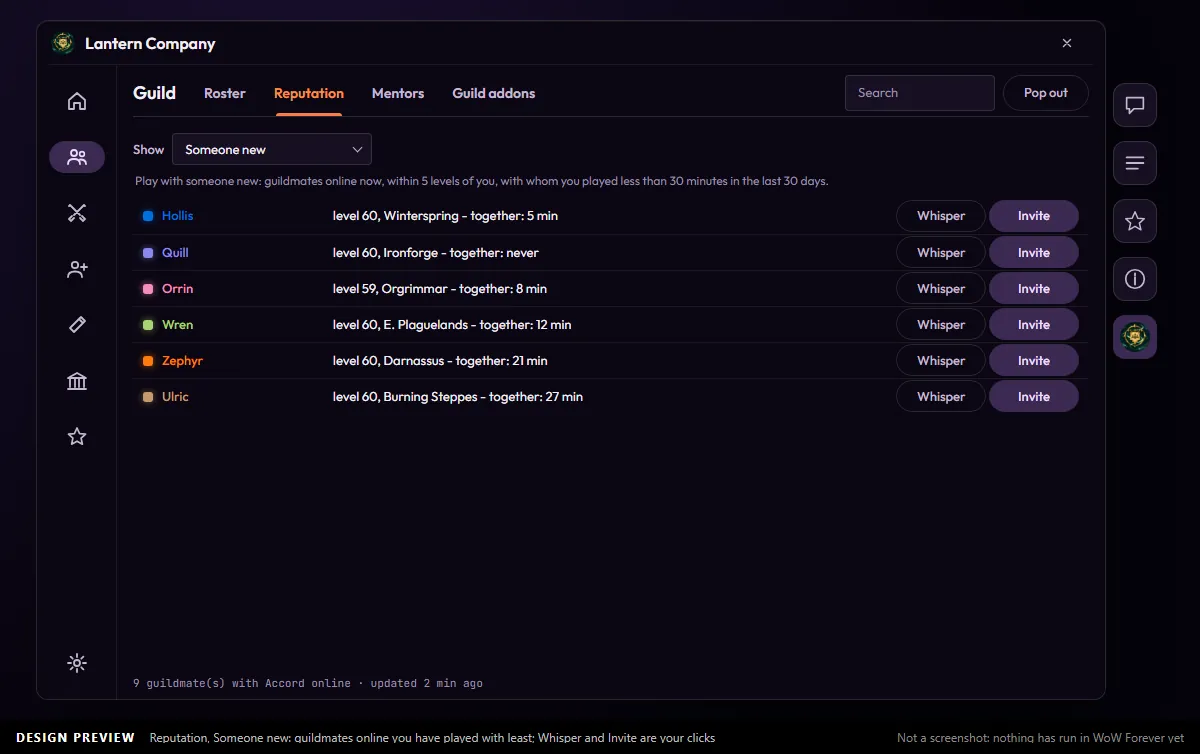 Lantern Company
Guild Roster Reputation Mentors Guild addons Search Pop out
Show Someone new
Play with someone new: guildmates online now, within 5 levels of you, with whom you played less than 30 minutes in the last 30 days.
Hollis level 60, Winterspring - together: 5 min Whisper Invite
Quill level 60, Ironforge - together: never Whisper Invite
Orrin level 59, Orgrimmar - together: 8 min Whisper Invite
Wren level 60, E. Plaguelands - together: 12 min Whisper Invite
Zephyr level 60, Darnassus - together: 21 min Whisper Invite
Ulric level 60, Burning Steppes - together: 27 min Whisper Invite
9 guildmate(s) with Accord online · updated 2 min ago
DESIGN PREVIEW Reputation, Someone new: guildmates online you have played with least; Whisper and Invite are your clicks Not a screenshot: nothing has run in WoW Forever yet